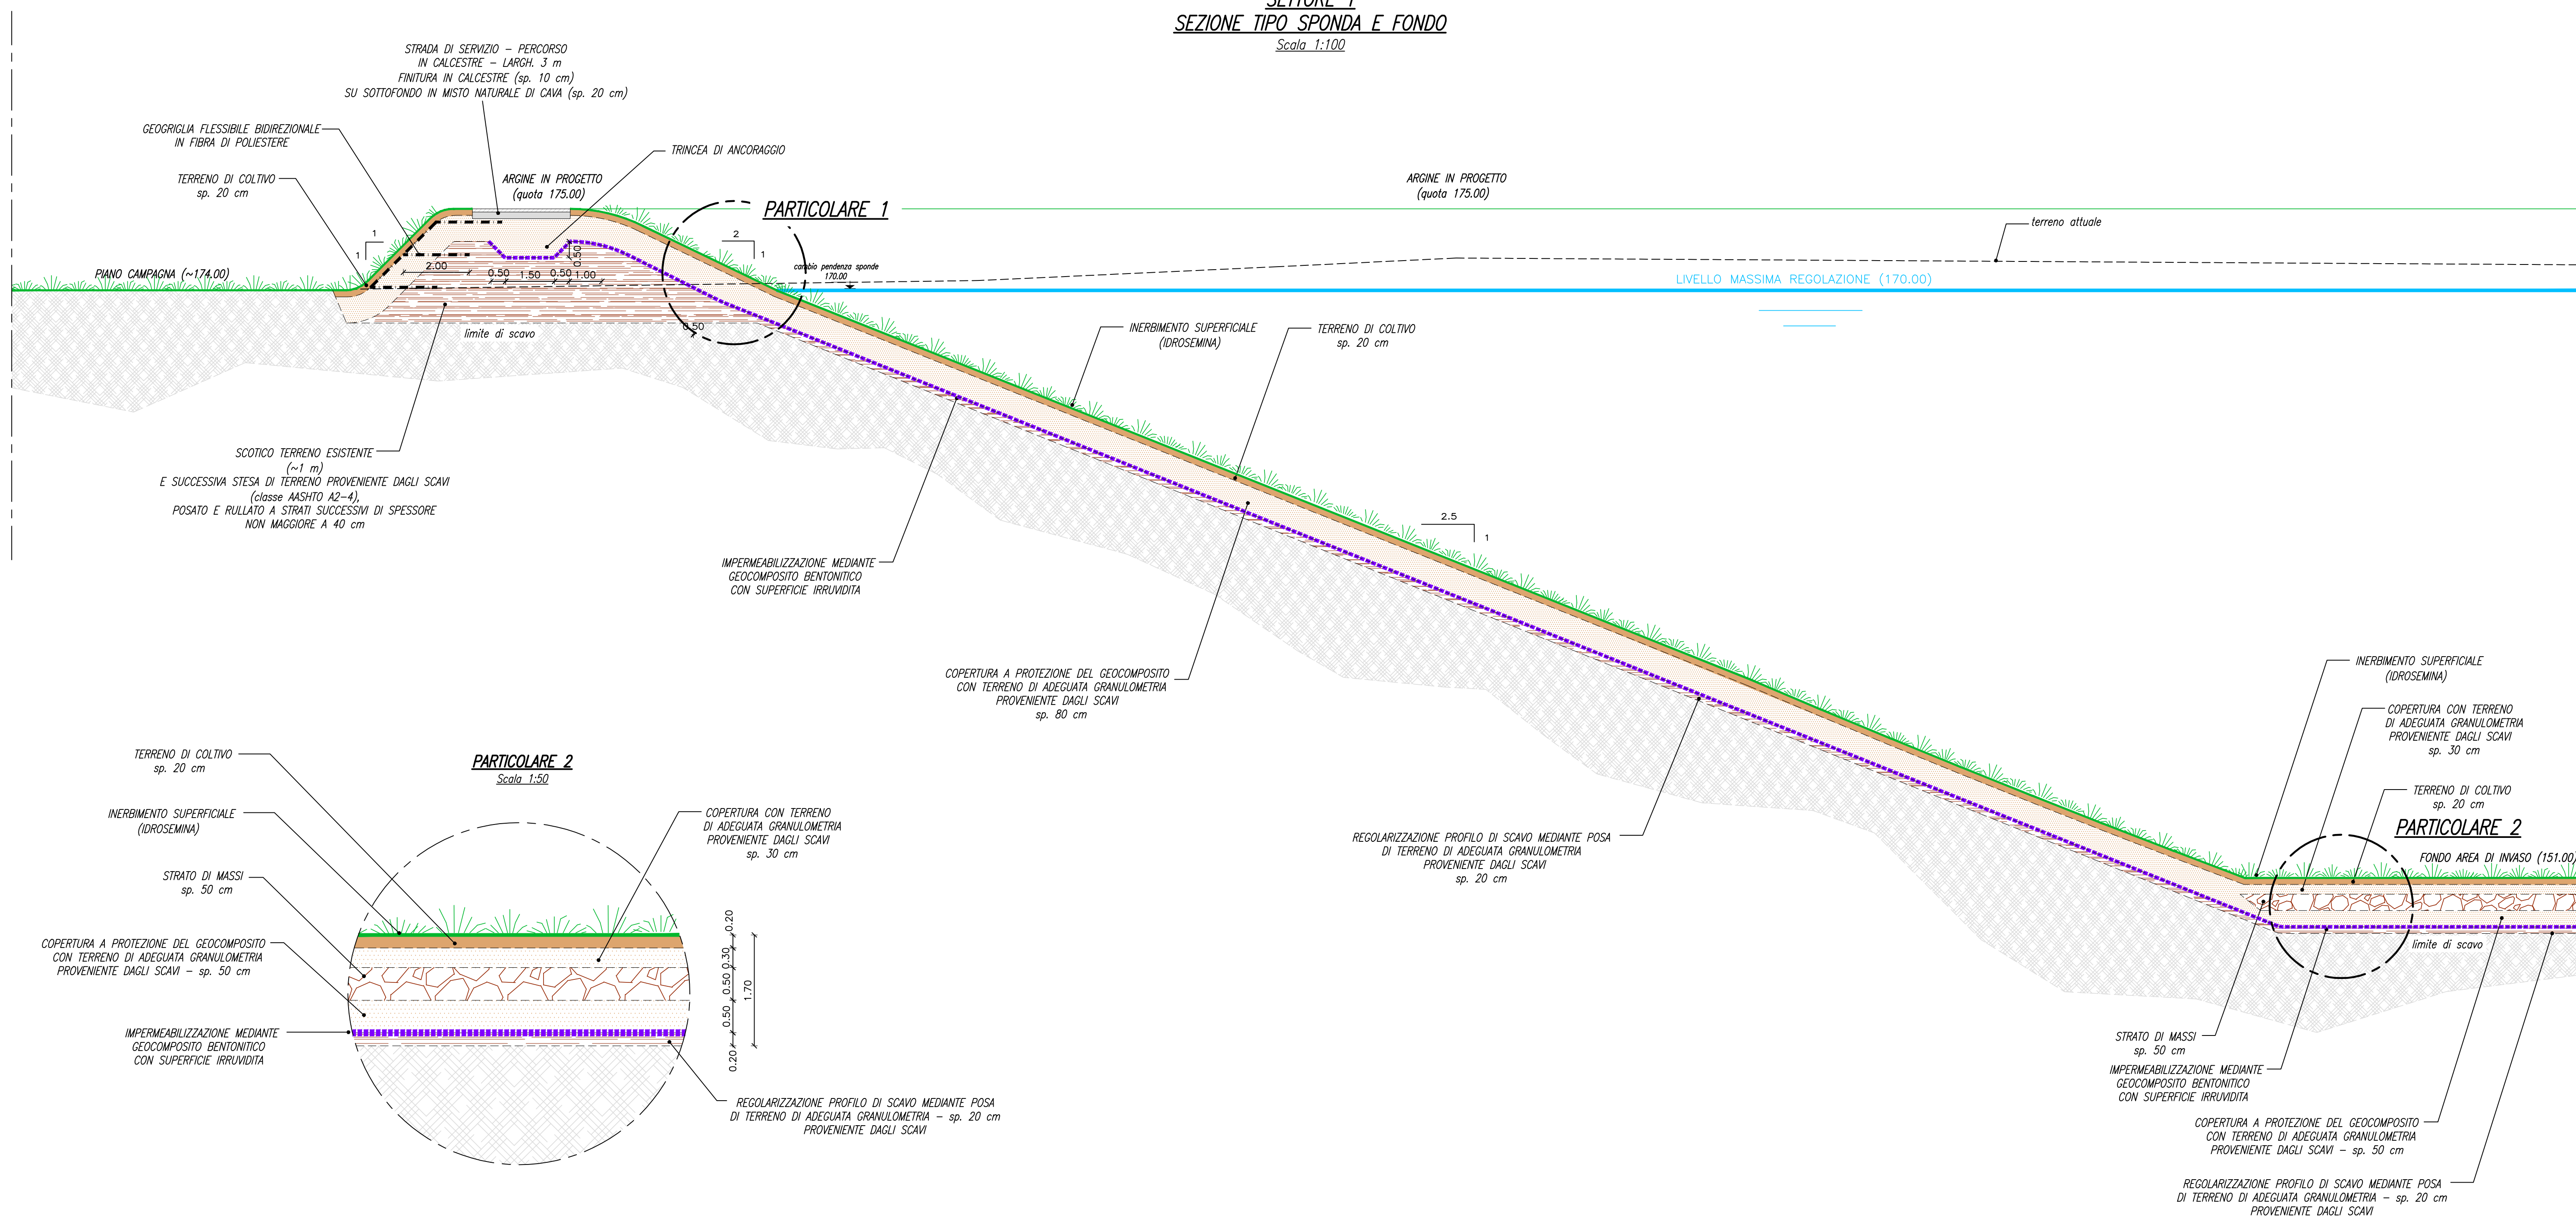 SETTORE 1
SEZIONE TIPO SPONDA E FONDO
Scala 1:100
STRADA DI SERVIZIO – PERCORSO
IN CALCESTRE – LARGH. 3 m
FINITURA IN CALCESTRE (sp. 10 cm)
SU SOTTOFONDO IN MISTO NATURALE DI CAVA (sp. 20 cm)
GEOGRIGLIA FLESSIBILE BIDIREZIONALE
IN FIBRA DI POLIESTERE
TRINCEA DI ANCORAGGIO
TERRENO DI COLTIVO
sp. 20 cm
ARGINE IN PROGETTO
(quota 175.00)
PARTICOLARE 1
ARGINE IN PROGETTO
(quota 175.00)
terreno attuale
1
1
2
1
0.50
PIANO CAMPAGNA (~174.00)
2.00
0.50
1.50
0.50
1.00
cambio pendenza sponde
170.00
LIVELLO MASSIMA REGOLAZIONE (170.00)
limite di scavo
0.50
INERBIMENTO SUPERFICIALE
(IDROSEMINA)
TERRENO DI COLTIVO
sp. 20 cm
SCOTICO TERRENO ESISTENTE
(~1 m)
E SUCCESSIVA STESA DI TERRENO PROVENIENTE DAGLI SCAVI
(classe AASHTO A2-4),
POSATO E RULLATO A STRATI SUCCESSIVI DI SPESSORE
NON MAGGIORE A 40 cm
2.5
1
IMPERMEABILIZZAZIONE MEDIANTE
GEOCOMPOSITO BENTONITICO
CON SUPERFICIE IRRUVIDITA
COPERTURA A PROTEZIONE DEL GEOCOMPOSITO
CON TERRENO DI ADEGUATA GRANULOMETRIA
PROVENIENTE DAGLI SCAVI
sp. 80 cm
INERBIMENTO SUPERFICIALE
(IDROSEMINA)
COPERTURA CON TERRENO
DI ADEGUATA GRANULOMETRIA
PROVENIENTE DAGLI SCAVI
sp. 30 cm
TERRENO DI COLTIVO
sp. 20 cm
PARTICOLARE 2
FONDO AREA DI INVASO (151.00)
REGOLARIZZAZIONE PROFILO DI SCAVO MEDIANTE POSA
DI TERRENO DI ADEGUATA GRANULOMETRIA
PROVENIENTE DAGLI SCAVI
sp. 20 cm
limite di scavo
STRATO DI MASSI
sp. 50 cm
IMPERMEABILIZZAZIONE MEDIANTE
GEOCOMPOSITO BENTONITICO
CON SUPERFICIE IRRUVIDITA
COPERTURA A PROTEZIONE DEL GEOCOMPOSITO
CON TERRENO DI ADEGUATA GRANULOMETRIA
PROVENIENTE DAGLI SCAVI – sp. 50 cm
REGOLARIZZAZIONE PROFILO DI SCAVO MEDIANTE POSA
DI TERRENO DI ADEGUATA GRANULOMETRIA – sp. 20 cm
PROVENIENTE DAGLI SCAVI
PARTICOLARE 2
Scala 1:50
TERRENO DI COLTIVO
sp. 20 cm
INERBIMENTO SUPERFICIALE
(IDROSEMINA)
STRATO DI MASSI
sp. 50 cm
COPERTURA A PROTEZIONE DEL GEOCOMPOSITO
CON TERRENO DI ADEGUATA GRANULOMETRIA
PROVENIENTE DAGLI SCAVI – sp. 50 cm
IMPERMEABILIZZAZIONE MEDIANTE
GEOCOMPOSITO BENTONITICO
CON SUPERFICIE IRRUVIDITA
COPERTURA CON TERRENO
DI ADEGUATA GRANULOMETRIA
PROVENIENTE DAGLI SCAVI
sp. 30 cm
0.20
0.30
0.50
0.50
0.20
1.70
REGOLARIZZAZIONE PROFILO DI SCAVO MEDIANTE POSA
DI TERRENO DI ADEGUATA GRANULOMETRIA – sp. 20 cm
PROVENIENTE DAGLI SCAVI